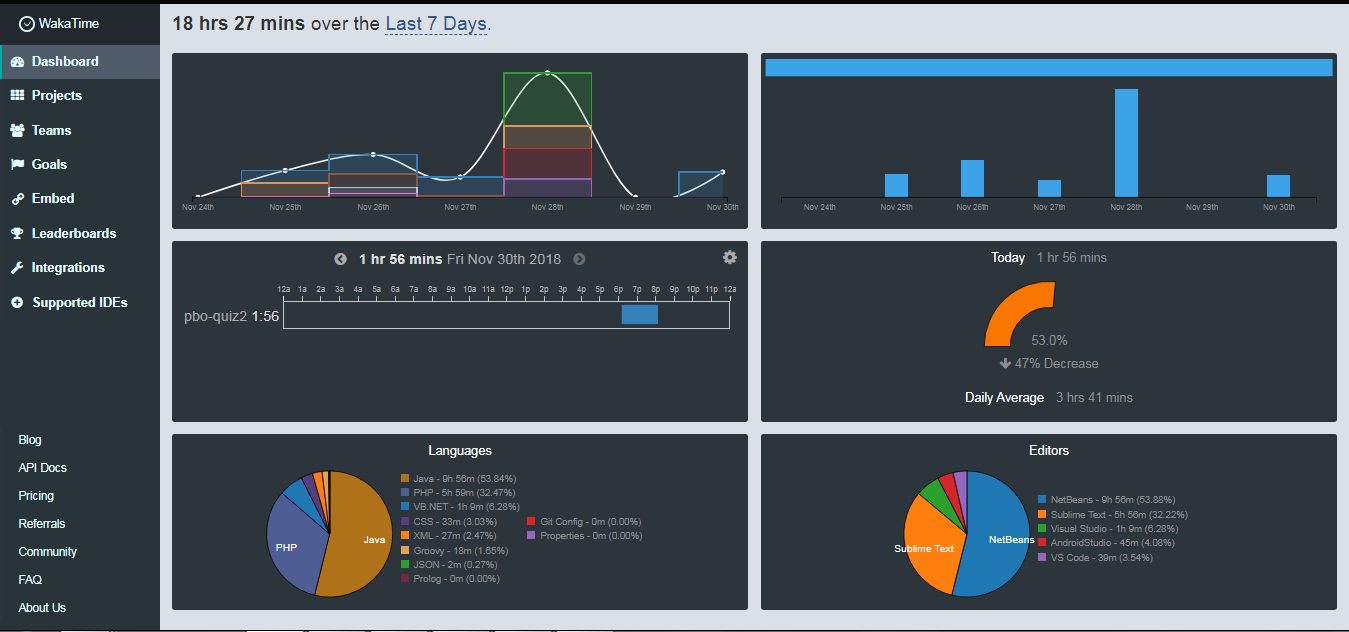 WakaTime
Dashboard
Projects
Teams
Goals
Embed
Leaderboards
Integrations
Supported IDEs
Blog
API Docs
Pricing
Referrals
Community
FAQ
About Us
18 hrs 27 mins over the Last 7 Days.
Nov 24th Nov 25th Nov 26th Nov 27th Nov 28th Nov 29th Nov 30th
Nov 24th Nov 25th Nov 26th Nov 27th Nov 28th Nov 29th Nov 30th
1 hr 56 mins Fri Nov 30th 2018
12a 1a 2a 3a 4a 5a 6a 7a 8a 9a 10a 11a 12p 1p 2p 3p 4p 5p 6p 7p 8p 9p 10p 11p 12a
pbo-quiz2 1:56
Today 1 hr 56 mins
53.0%
47% Decrease
Daily Average 3 hrs 41 mins
Languages
PHP
Java
Java - 9h 56m (53.84%)
PHP - 5h 59m (32.47%)
VB.NET - 1h 9m (6.28%)
CSS - 33m (3.03%)
XML - 27m (2.47%)
Groovy - 18m (1.65%)
JSON - 2m (0.27%)
Prolog - 0m (0.00%)
Git Config - 0m (0.00%)
Properties - 0m (0.00%)
Editors
NetBeans
Sublime Text
NetBeans - 9h 56m (53.88%)
Sublime Text - 5h 56m (32.22%)
Visual Studio - 1h 9m (6.28%)
AndroidStudio - 45m (4.08%)
VS Code - 39m (3.54%)